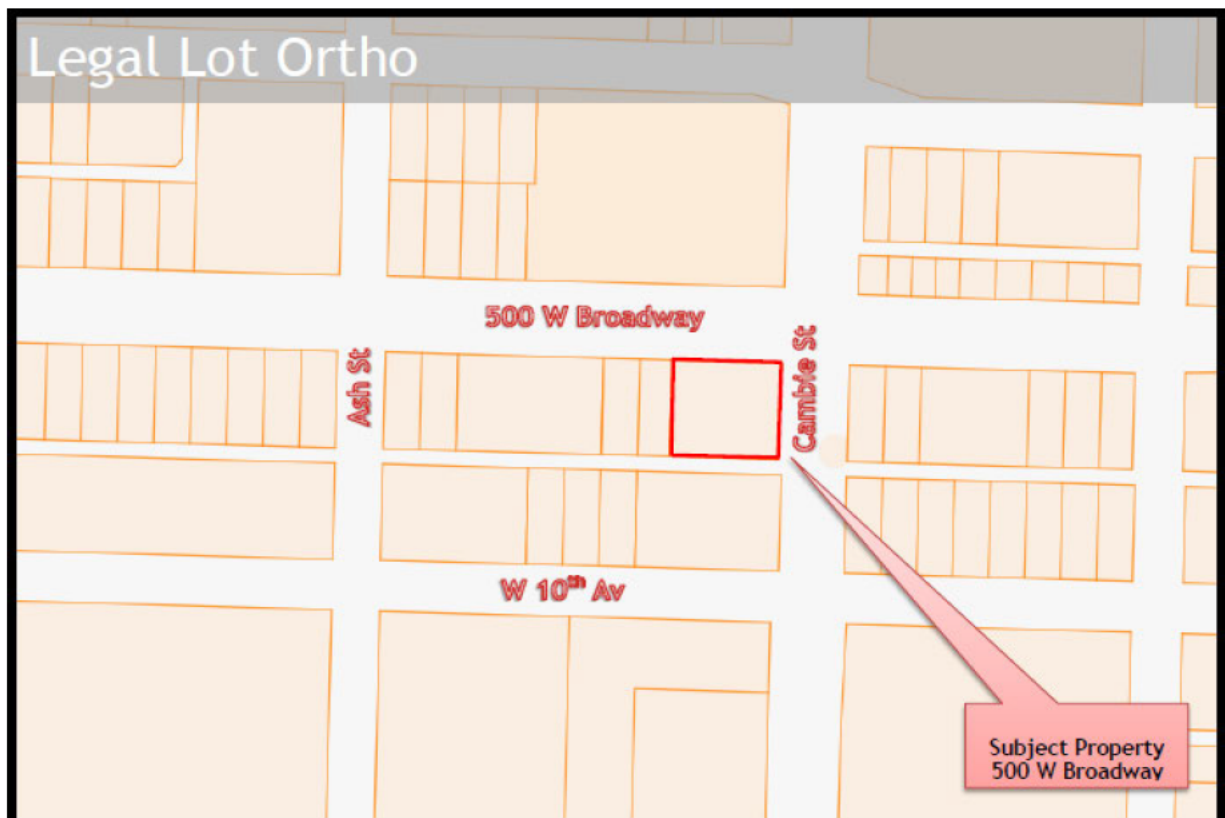 Legal Lot Ortho
500 W Broadway
Ash St
Cambie St
W 10th Av
Subject Property
500 W Broadway